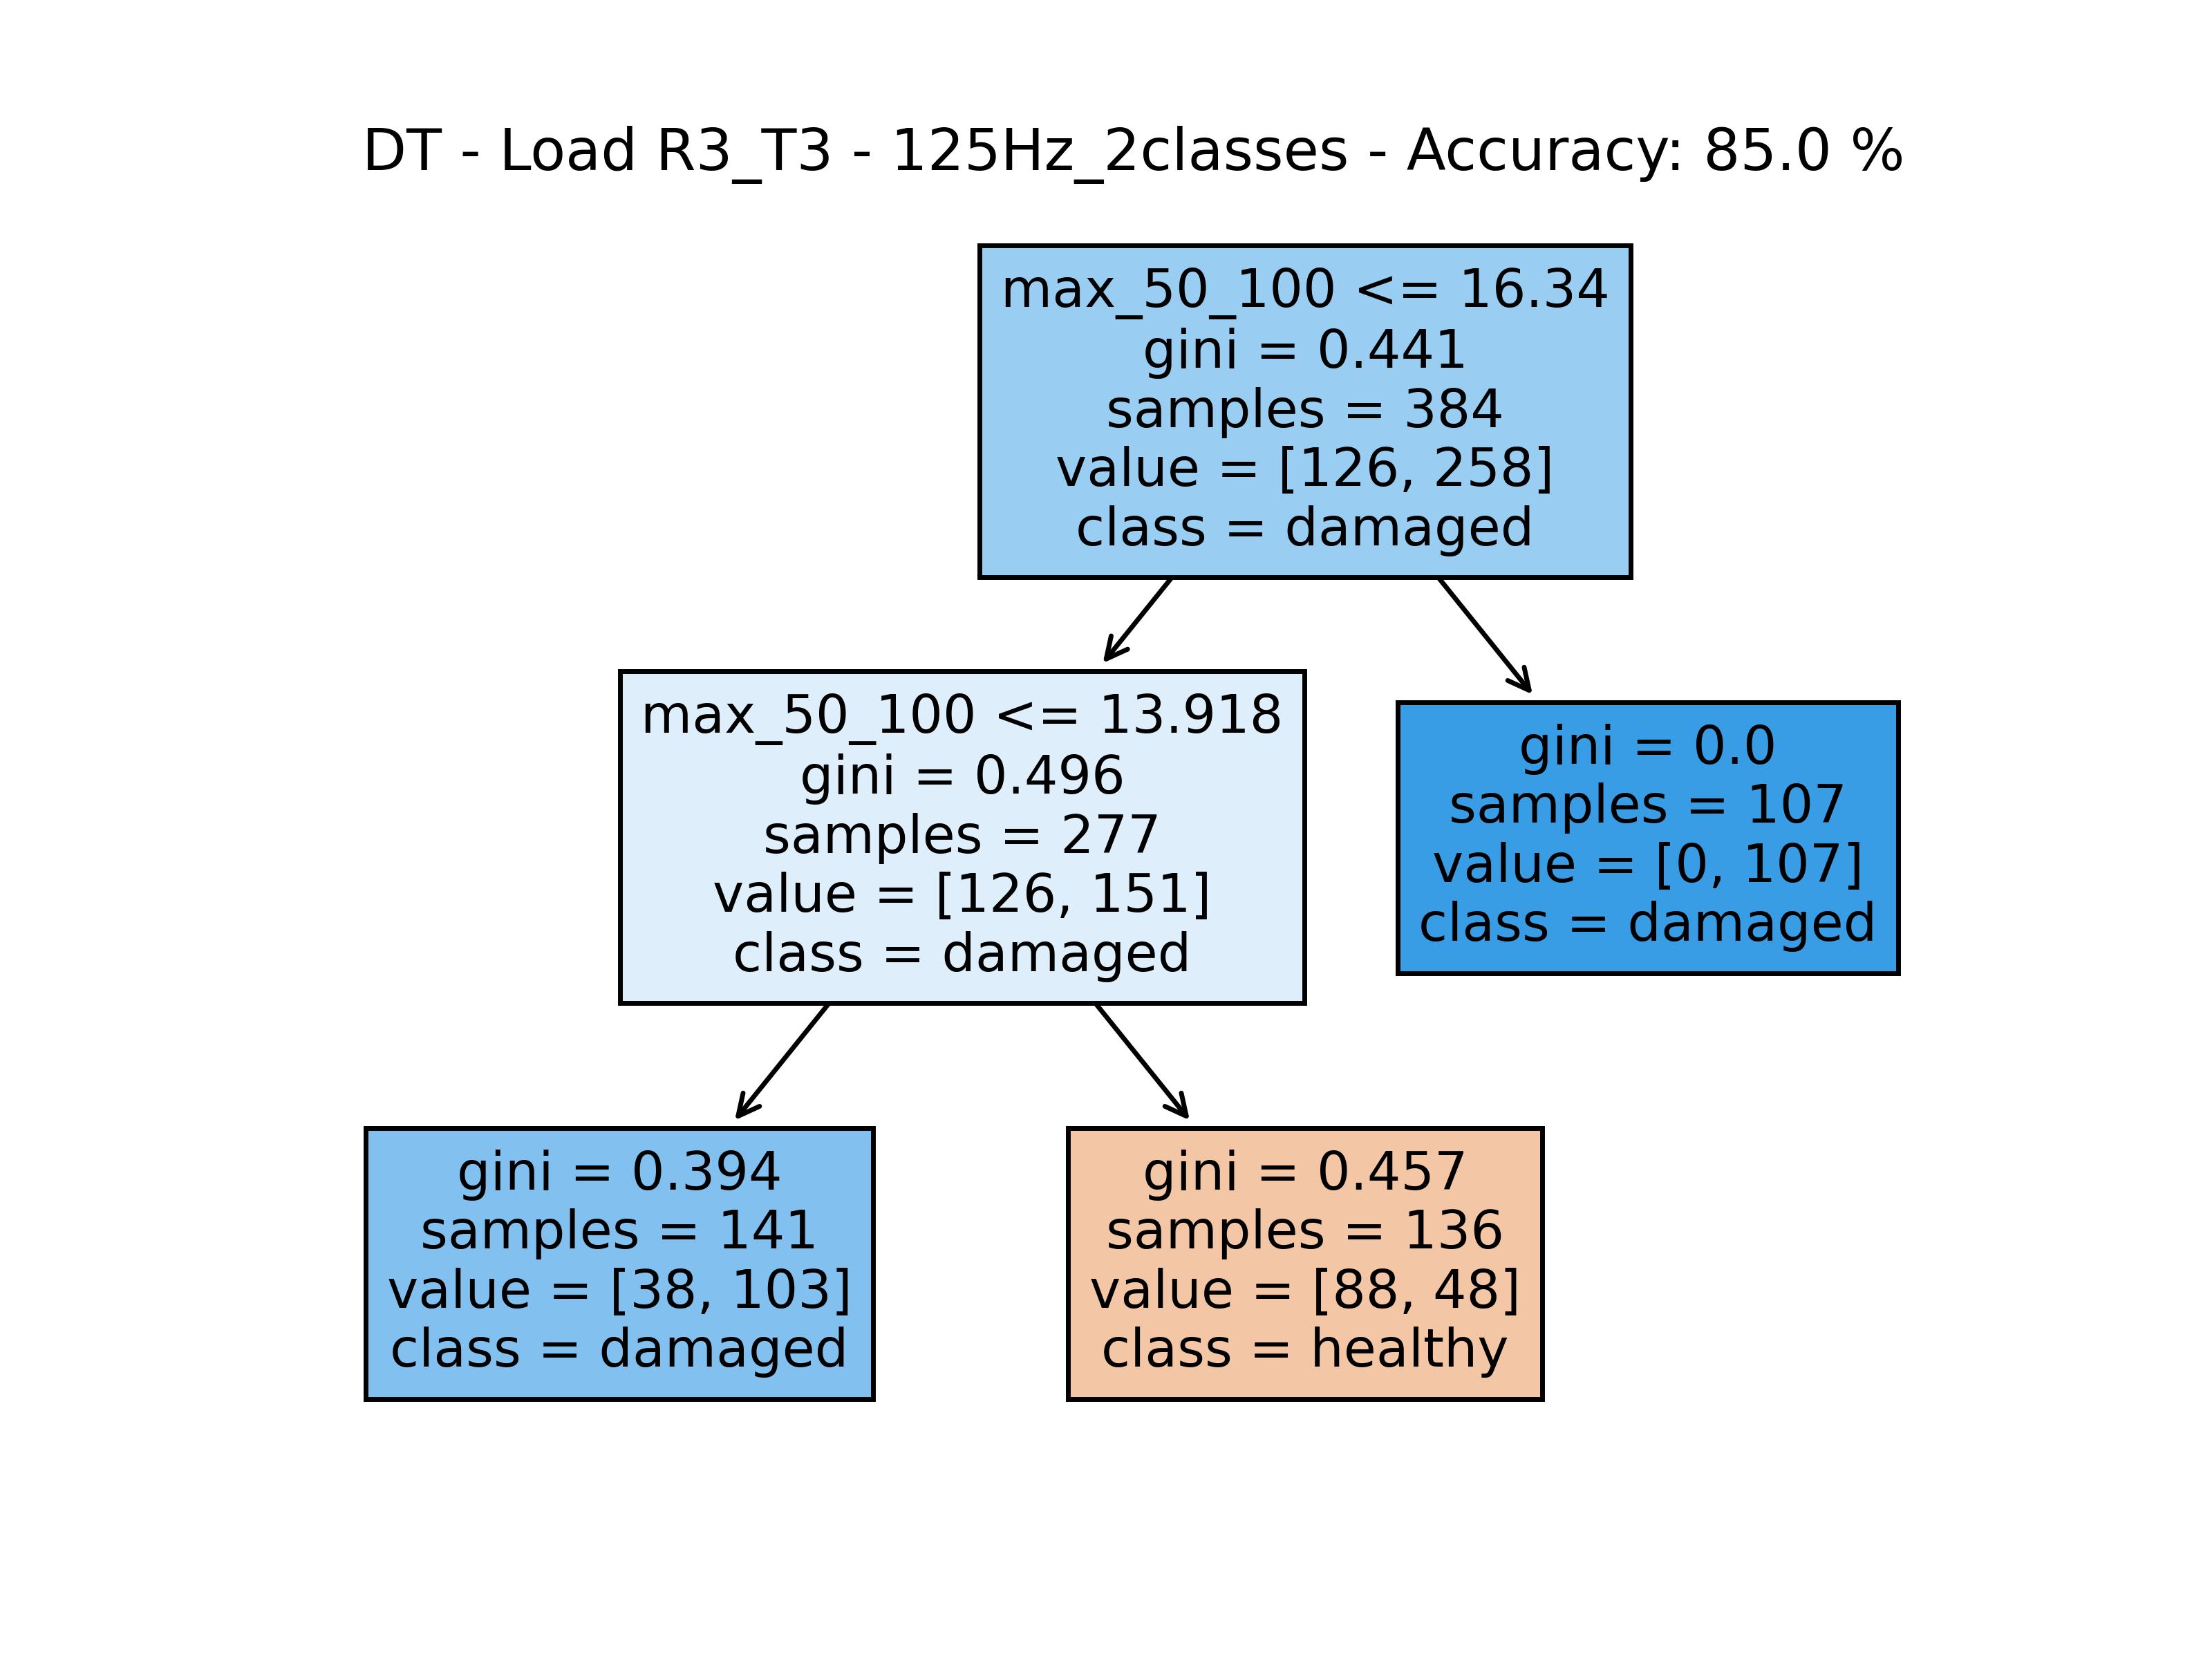 DT - Load R3_T3 - 125Hz_2classes - Accuracy: 85.0 %
max_50_100 <= 16.34
gini = 0.441
samples = 384
value = [126, 258]
class = damaged
max_50_100 <= 13.918
gini = 0.496
samples = 277
value = [126, 151]
class = damaged
gini = 0.0
samples = 107
value = [0, 107]
class = damaged
gini = 0.394
samples = 141
value = [38, 103]
class = damaged
gini = 0.457
samples = 136
value = [88, 48]
class = healthy